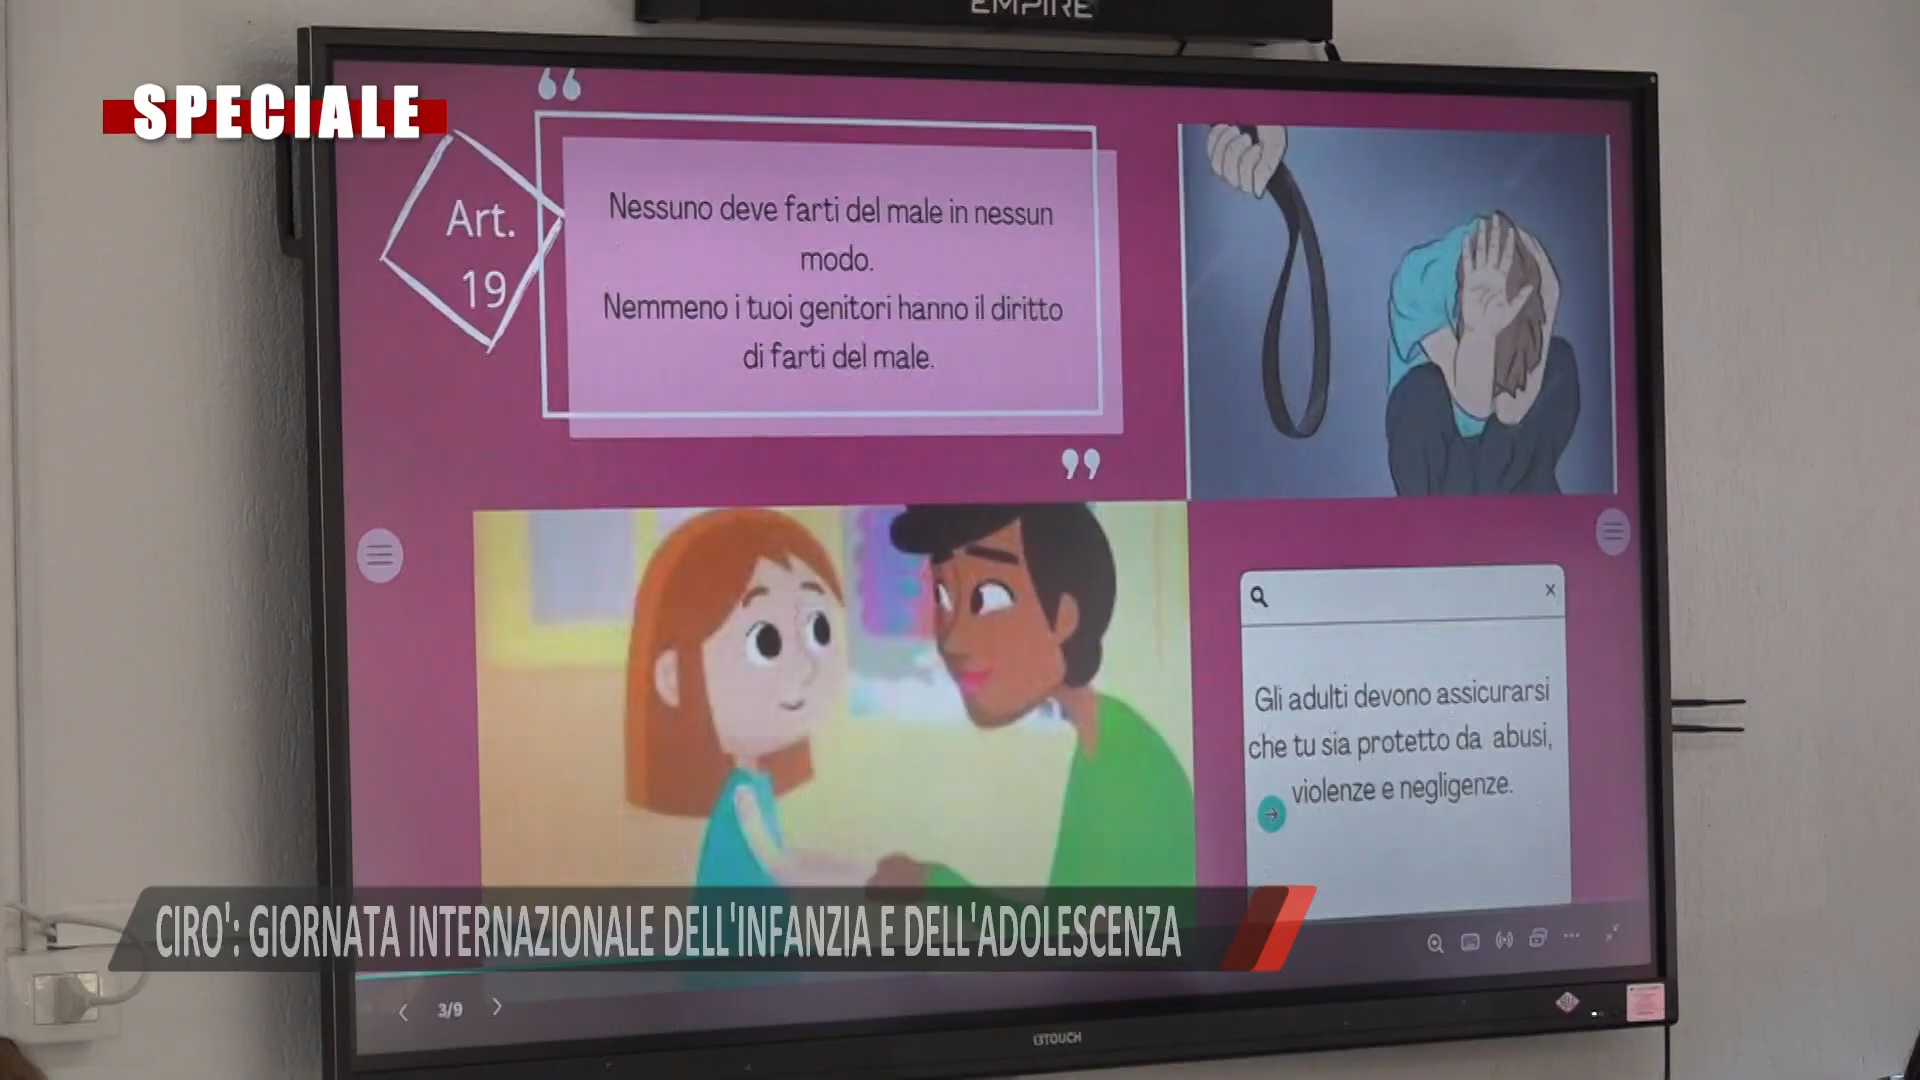 EMPIRE
SPECIALE
Art.
19
Nessuno deve farti del male in nessun
modo.
Nemmeno i tuoi genitori hanno il diritto
di farti del male.
Gli adulti devono assicurarsi
che tu sia protetto da abusi,
violenze e negligenze.
CIRO': GIORNATA INTERNAZIONALE DELL'INFANZIA E DELL'ADOLESCENZA
3/9
i3TOUCH